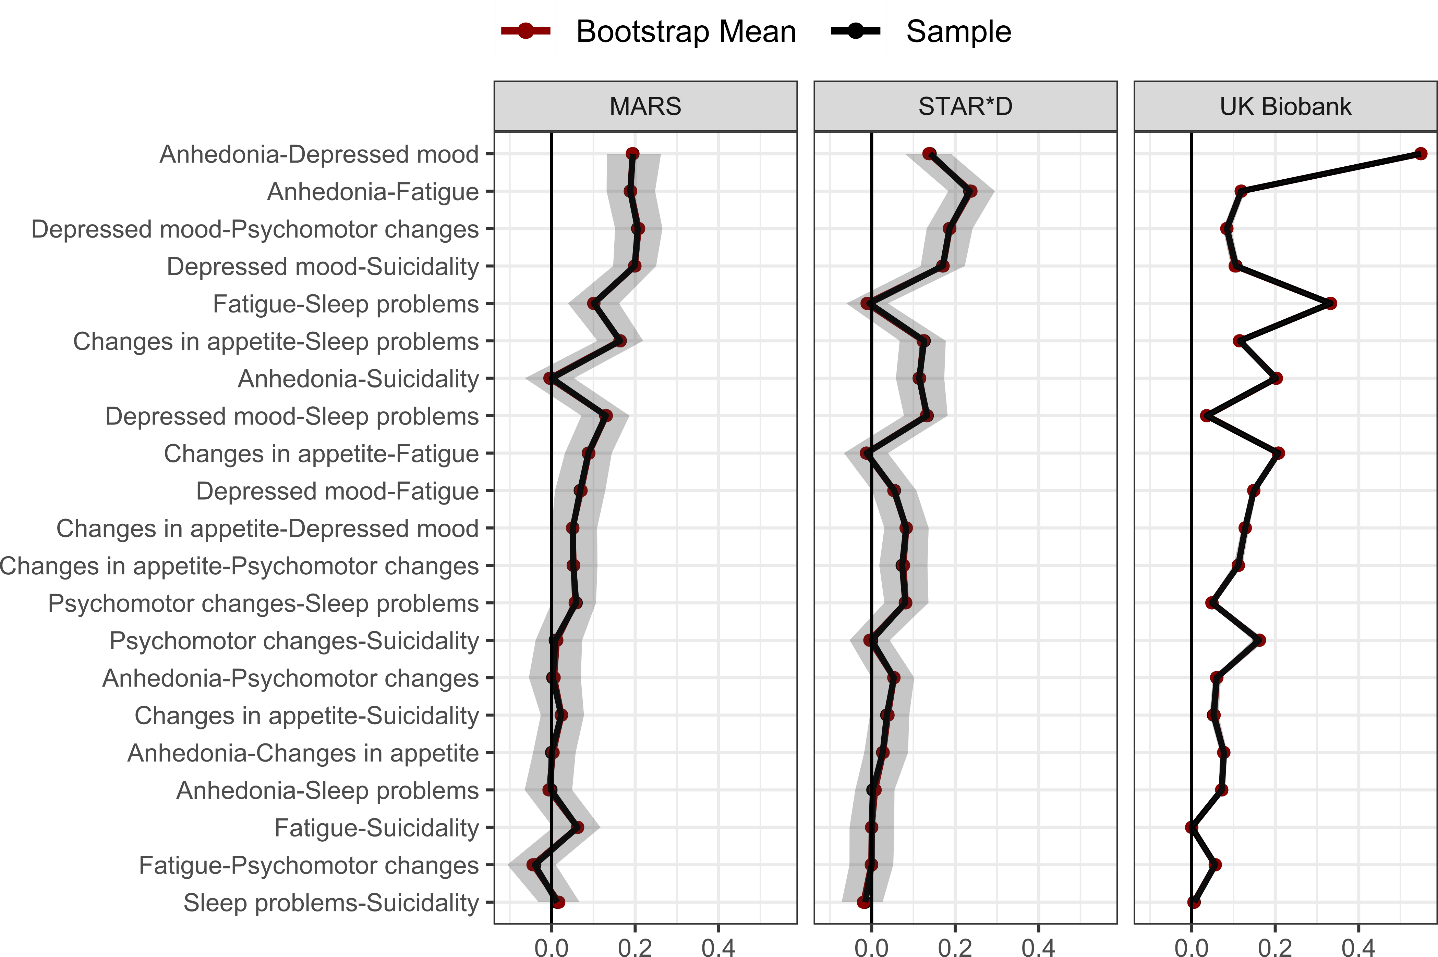 Bootstrap Mean Sample
MARS STAR*D UK Biobank
Anhedonia-Depressed mood
Anhedonia-Fatigue
Depressed mood-Psychomotor changes
Depressed mood-Suicidality
Fatigue-Sleep problems
Changes in appetite-Sleep problems
Anhedonia-Suicidality
Depressed mood-Sleep problems
Changes in appetite-Fatigue
Depressed mood-Fatigue
Changes in appetite-Depressed mood
Changes in appetite-Psychomotor changes
Psychomotor changes-Sleep problems
Psychomotor changes-Suicidality
Anhedonia-Psychomotor changes
Changes in appetite-Suicidality
Anhedonia-Changes in appetite
Anhedonia-Sleep problems
Fatigue-Suicidality
Fatigue-Psychomotor changes
Sleep problems-Suicidality
0.0 0.2 0.4 0.0 0.2 0.4 0.0 0.2 0.4